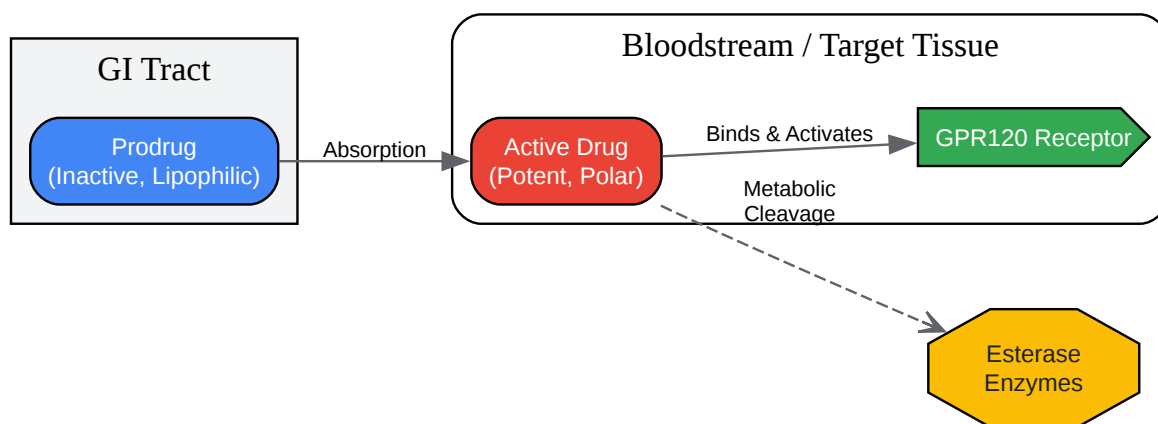 GI Tract
Prodrug
(Inactive, Lipophilic)
Absorption
Bloodstream / Target Tissue
Active Drug
(Potent, Polar)
Binds & Activates
GPR120 Receptor
Metabolic
Cleavage
Esterase
Enzymes